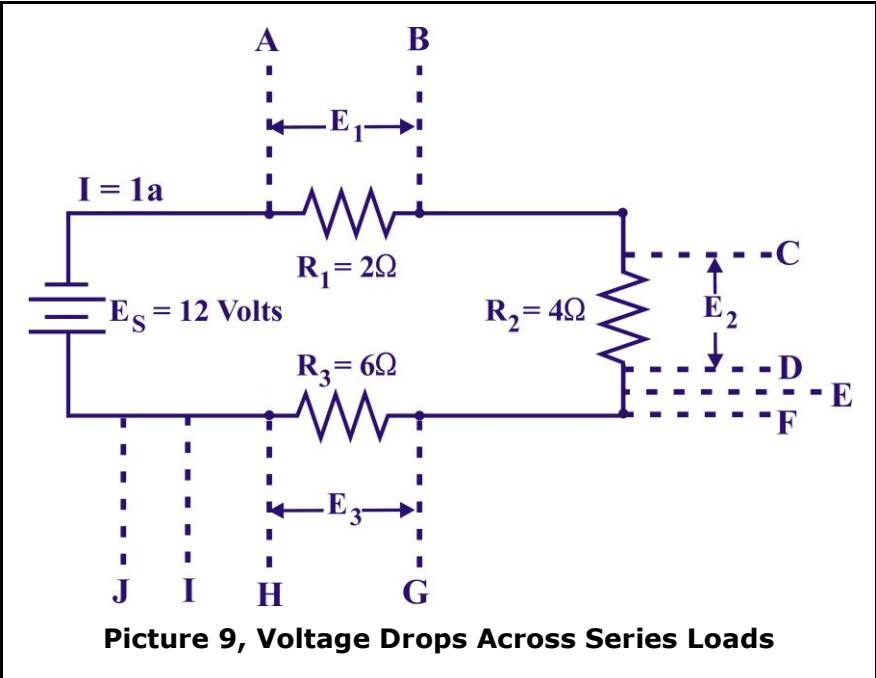 A
B
E1
I = 1a
R1 = 2Ω
C
ES = 12 Volts
R2 = 4Ω
E2
R3 = 6Ω
D
E
F
E3
J
I
H
G
Picture 9, Voltage Drops Across Series Loads